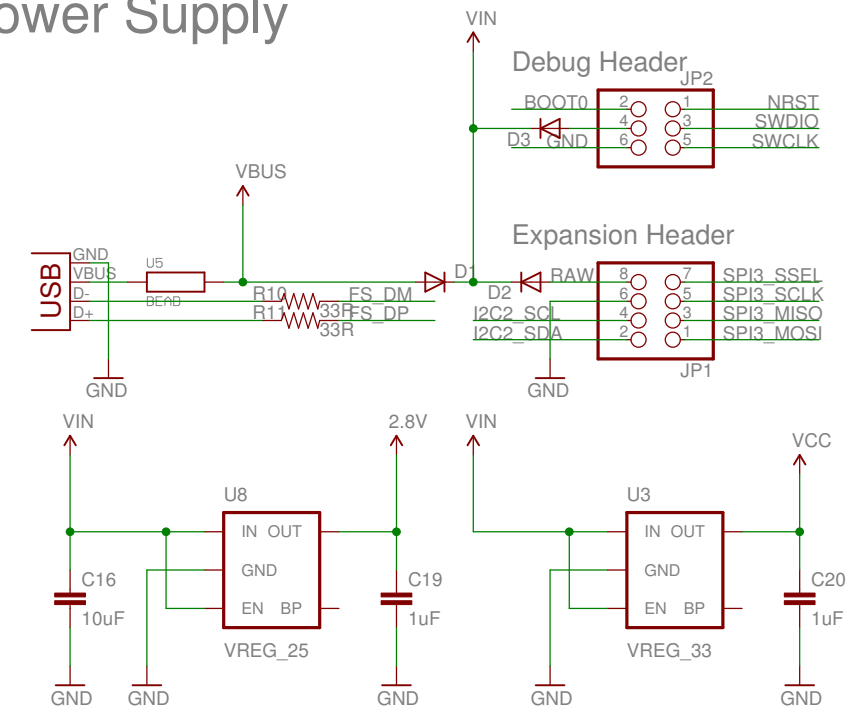 ower Supply
VIN
Debug Header
JP2
BOOT0 2 1 NRST
4 3 SWDIO
D3 GND 6 5 SWCLK
VBUS
Expansion Header
GND
VBUS
D-
D+
USB
U5
BEAD
D1
R10 33R FS_DM
R11 33R FS_DP
D2
RAW 8 7 SPI3_SSEL
6 5 SPI3_SCLK
I2C2_SCL 4 3 SPI3_MISO
I2C2_SDA 2 1 SPI3_MOSI
JP1
GND
GND
VIN
2.8V
VIN
VCC
U8
IN OUT
GND
EN BP
VREG_25
C16
10uF
C19
1uF
GND
GND
GND
U3
IN OUT
GND
EN BP
VREG_33
C20
1uF
GND
GND